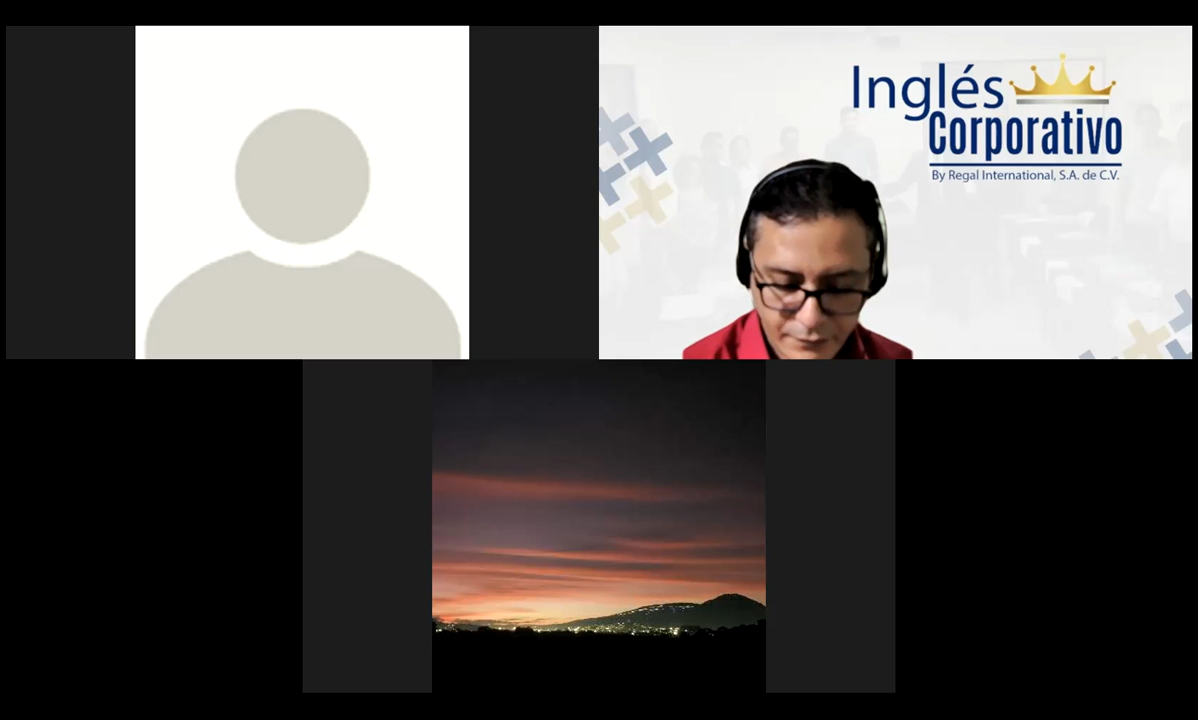 Inglés
Corporativo
By Regal International, S.A. de C.V.